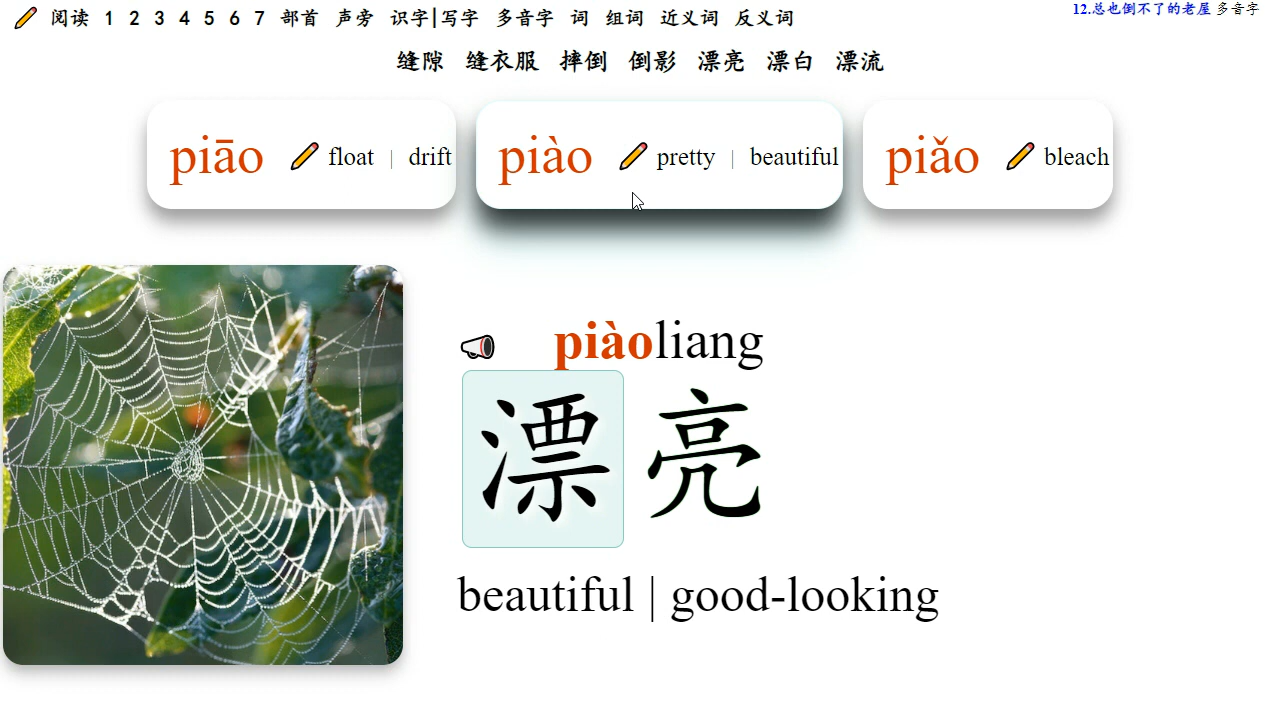 阅读 1 2 3 4 5 6 7 部首 声旁 识字|写字 多音字 词 组词 近义词 反义词
12.总也倒不了的老屋 多音字
缝隙 缝衣服 摔倒 倒影 漂亮 漂白 漂流
piāo float | drift
piào pretty | beautiful
piǎo bleach
piàoliang
漂亮
beautiful | good-looking